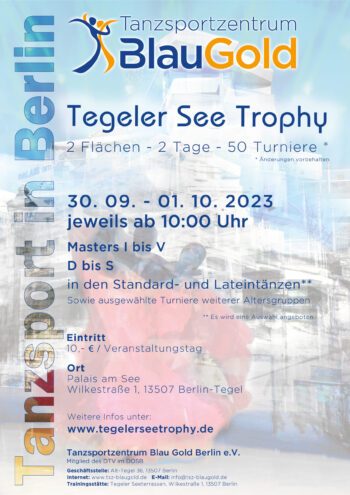 Tanzsportzentrum
BlauGold
Tanzsport in Berlin
Tegeler See Trophy
2 Flächen - 2 Tage - 50 Turniere *
* Änderungen vorbehalten
30. 09. - 01. 10. 2023
jeweils ab 10:00 Uhr
Masters I bis V
D bis S
in den Standard- und Lateintänzen**
Sowie ausgewählte Turniere weiterer Altersgruppen
** Es wird eine Auswahl angeboten
Eintritt
10,- € / Veranstaltungstag
Ort
Palais am See
Wilkestraße 1, 13507 Berlin-Tegel
Weitere Infos unter:
www.tegelerseetrophy.de
Tanzsportzentrum Blau Gold Berlin e.V.
Mitglied des DTV im DOSB
Geschäftsstelle: Alt-Tegel 36, 13507 Berlin
Internet: www.tsz-blaugold.de E-Mail: info@tsz-blaugold.de
Trainingsstätte: Tegeler Seeterrassen, Wilkestraße 1, 13507 Berlin